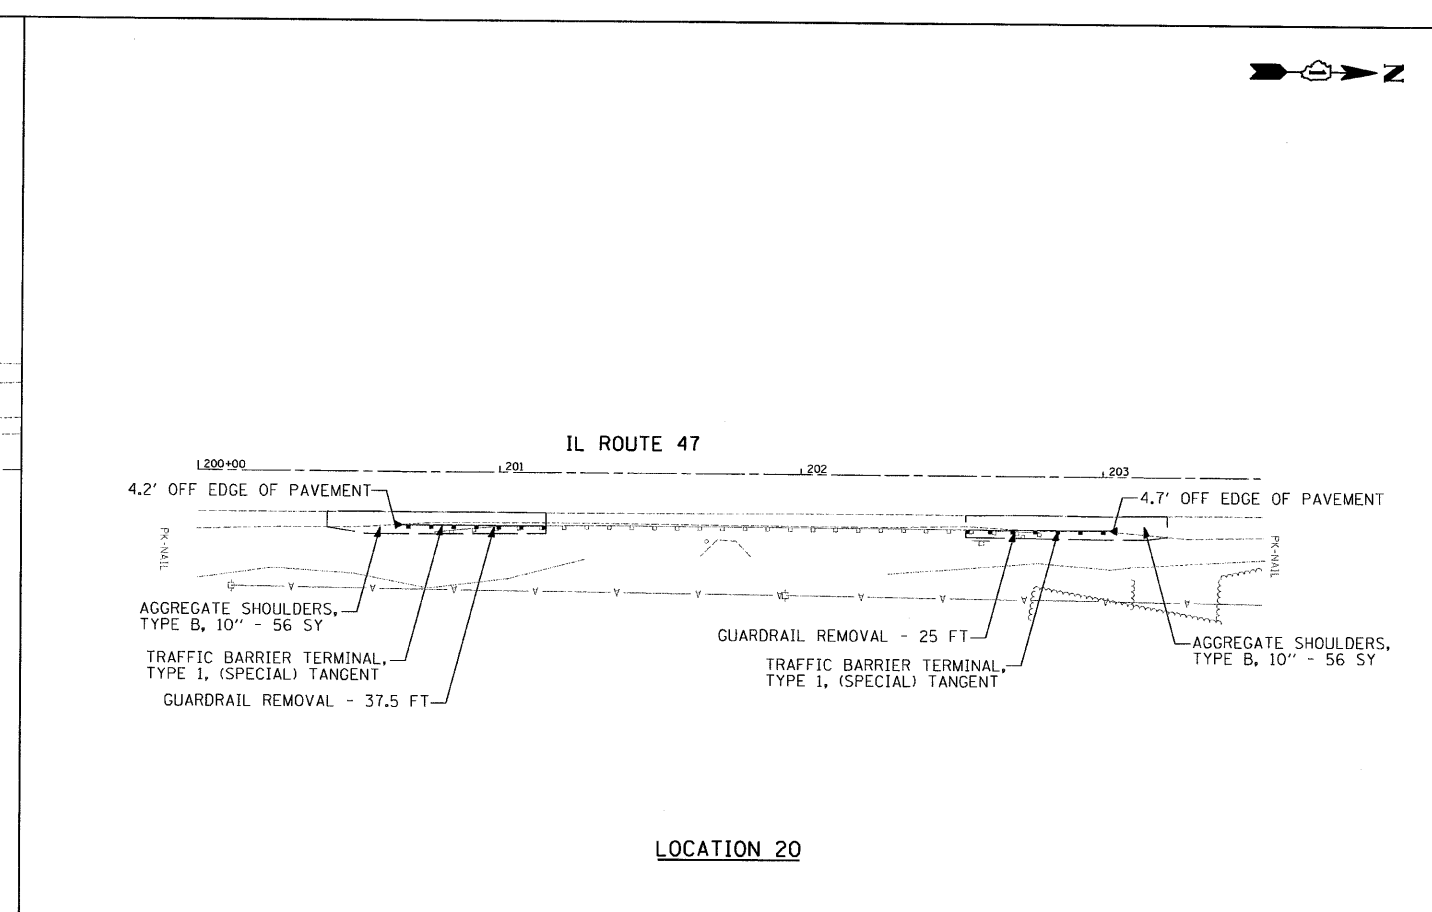 N
IL ROUTE 47
200+00
201
202
203
4.2' OFF EDGE OF PAVEMENT
4.7' OFF EDGE OF PAVEMENT
PK-NAIL
PK-NAIL
AGGREGATE SHOULDERS,
TYPE B, 10'' - 56 SY
TRAFFIC BARRIER TERMINAL,
TYPE 1, (SPECIAL) TANGENT
GUARDRAIL REMOVAL - 37.5 FT
GUARDRAIL REMOVAL - 25 FT
TRAFFIC BARRIER TERMINAL,
TYPE 1, (SPECIAL) TANGENT
AGGREGATE SHOULDERS,
TYPE B, 10'' - 56 SY
LOCATION 20